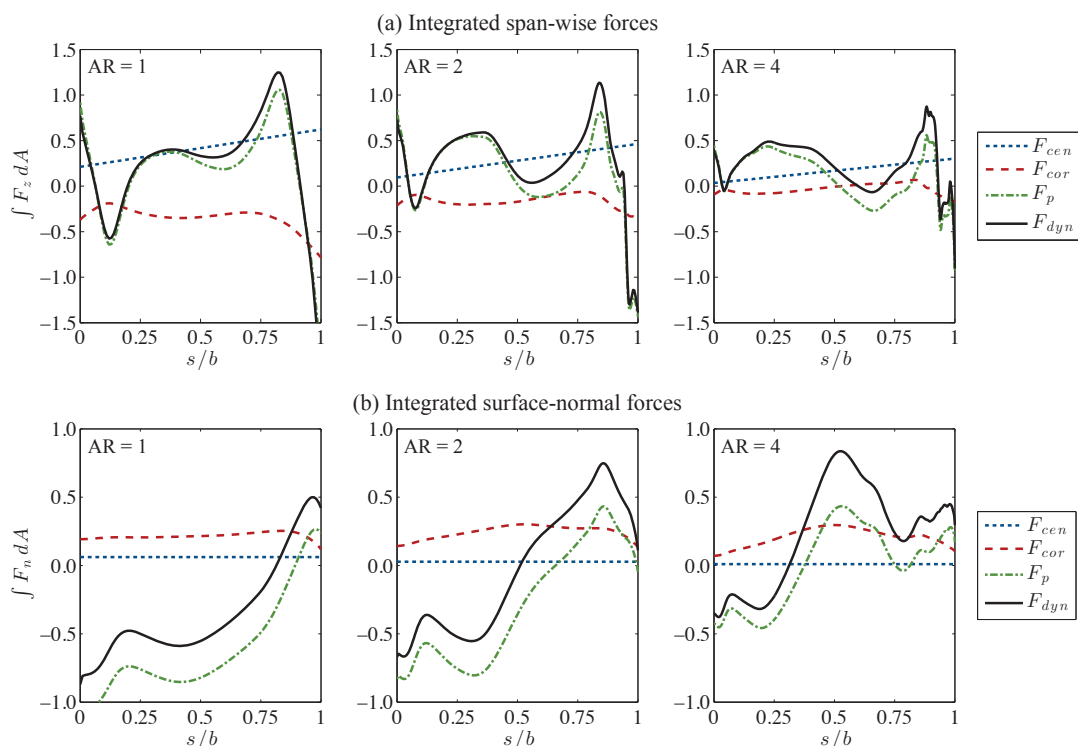 (a) Integrated span-wise forces
AR = 1
AR = 2
AR = 4
1.5
1.0
0.5
0.0
−0.5
−1.0
−1.5
∫ F_z dA
0 0.25 0.5 0.75 1
s/b
1.5
1.0
0.5
0.0
−0.5
−1.0
−1.5
0 0.25 0.5 0.75 1
s/b
1.5
1.0
0.5
0.0
−0.5
−1.0
−1.5
0 0.25 0.5 0.75 1
s/b
F_cen
F_cor
F_p
F_dyn
(b) Integrated surface-normal forces
AR = 1
AR = 2
AR = 4
1.0
0.5
0.0
−0.5
−1.0
∫ F_n dA
0 0.25 0.5 0.75 1
s/b
1.0
0.5
0.0
−0.5
−1.0
0 0.25 0.5 0.75 1
s/b
1.0
0.5
0.0
−0.5
−1.0
0 0.25 0.5 0.75 1
s/b
F_cen
F_cor
F_p
F_dyn